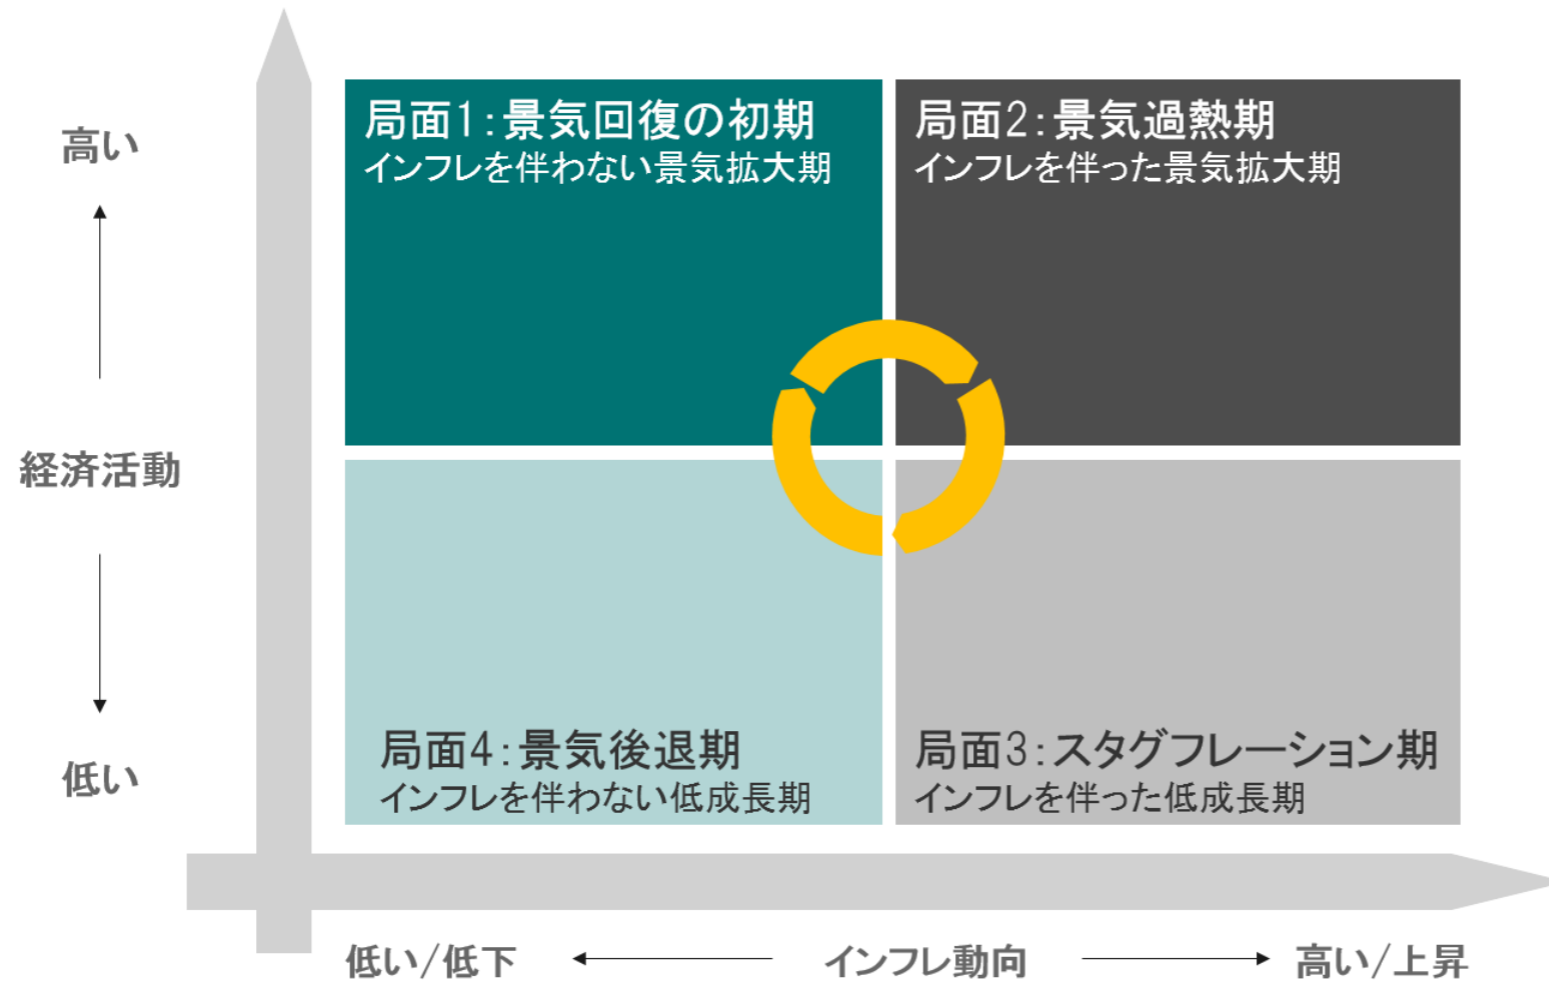 高い
経済活動
低い
局面1：景気回復の初期
インフレを伴わない景気拡大期
局面2：景気過熱期
インフレを伴った景気拡大期
局面4：景気後退期
インフレを伴わない低成長期
局面3：スタグフレーション期
インフレを伴った低成長期
低い/低下
インフレ動向
高い/上昇